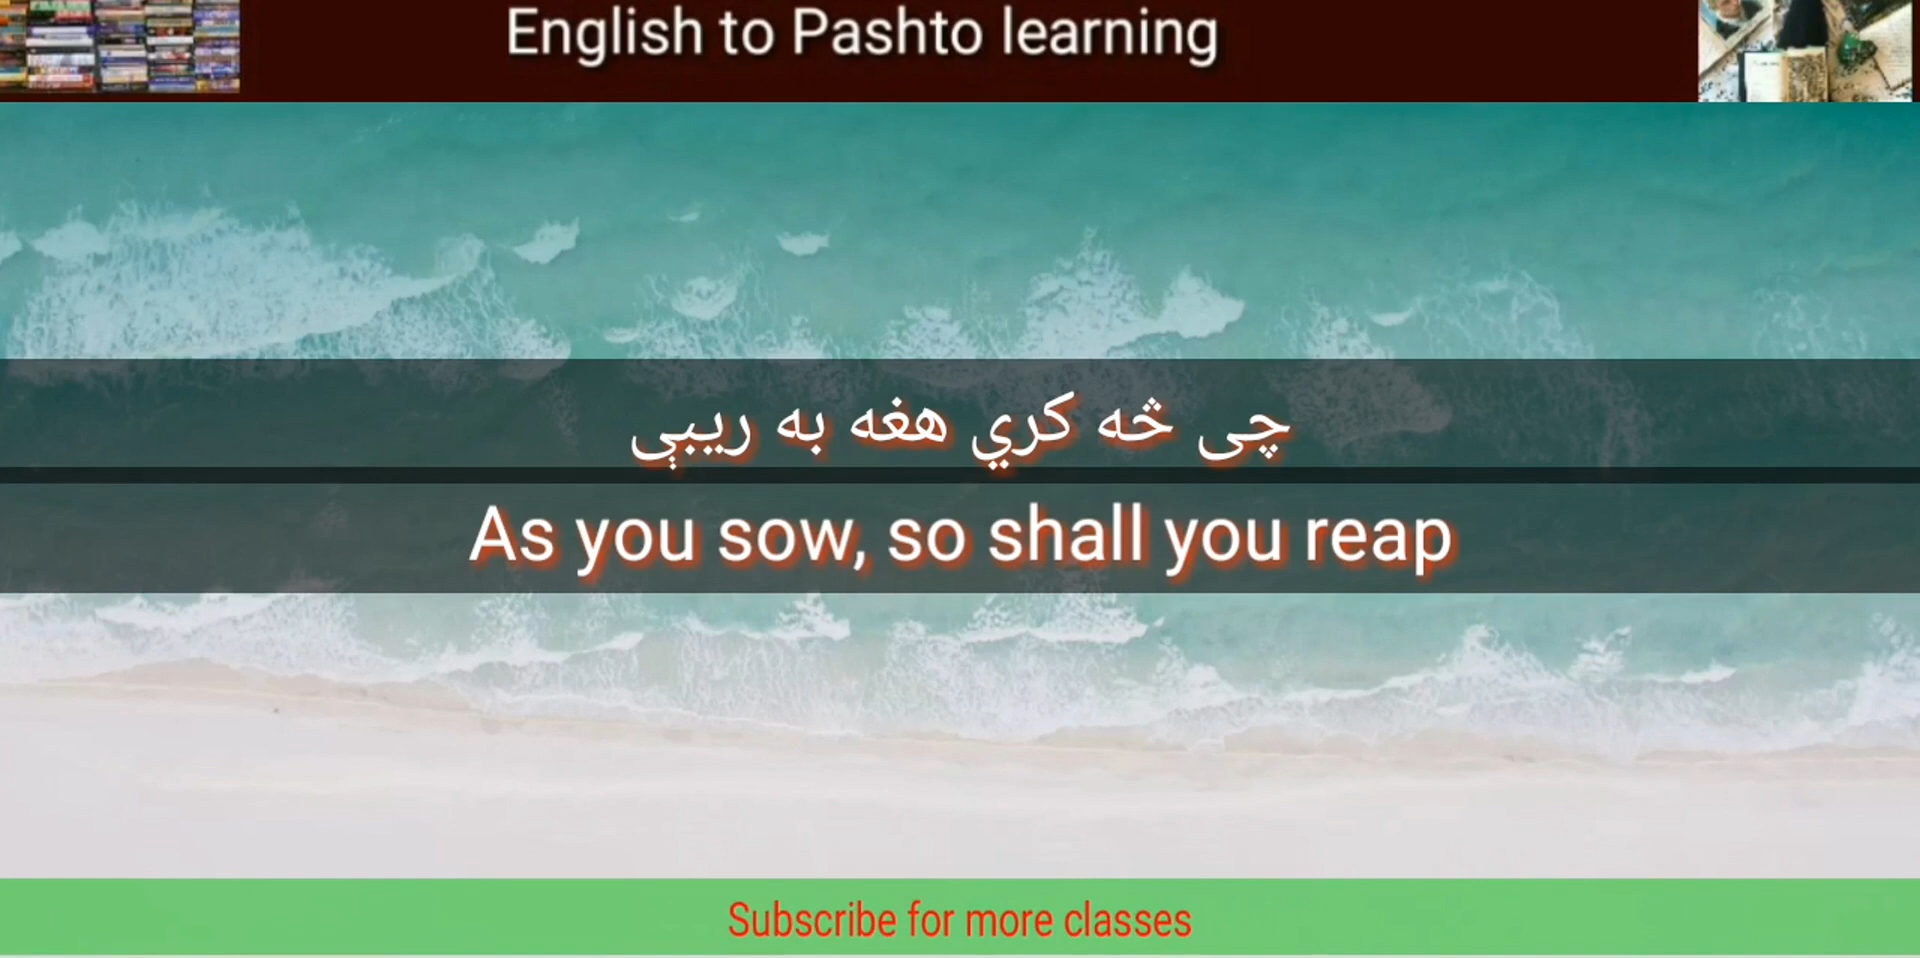 English to Pashto learning
چی څه کري هغه به ریبې
As you sow, so shall you reap
Subscribe for more classes